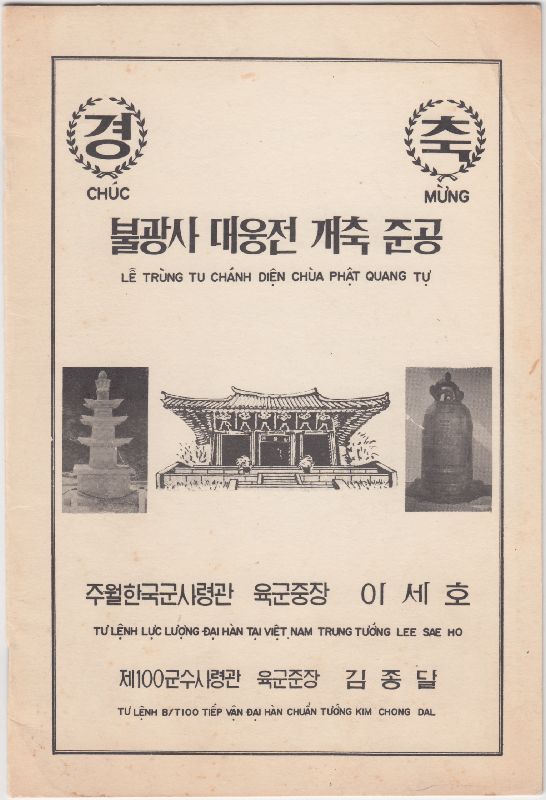 경 축
CHÚC MỪNG
불광사 대웅전 개축 준공
LỄ TRÙNG TU CHÁNH DIỆN CHÙA PHẬT QUANG TỰ
주월한국군사령관 육군중장 이세호
TƯ LỆNH LỰC LƯỢNG ĐẠI HÀN TẠI VIỆT NAM TRUNG TƯỚNG LEE SAE HO
제100군수사령관 육군준장 김종달
TƯ LỆNH B/T100 TIẾP VẬN ĐẠI HÀN CHUẨN TƯỚNG KIM CHONG DAL